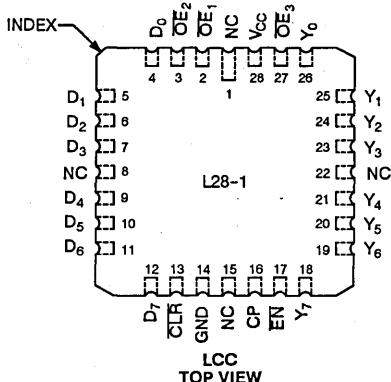 INDEX
D0 OE2 OE1 NC VCC OE3 Y0
4 3 2 1 28 27 26
D1 5 25 Y1
D2 6 24 Y2
D3 7 23 Y3
NC 8 22 NC
L28-1
D4 9 21 Y4
D5 10 20 Y5
D6 11 19 Y6
12 13 14 15 16 17 18
D7 CLR GND NC CP EN Y7
LCC
TOP VIEW